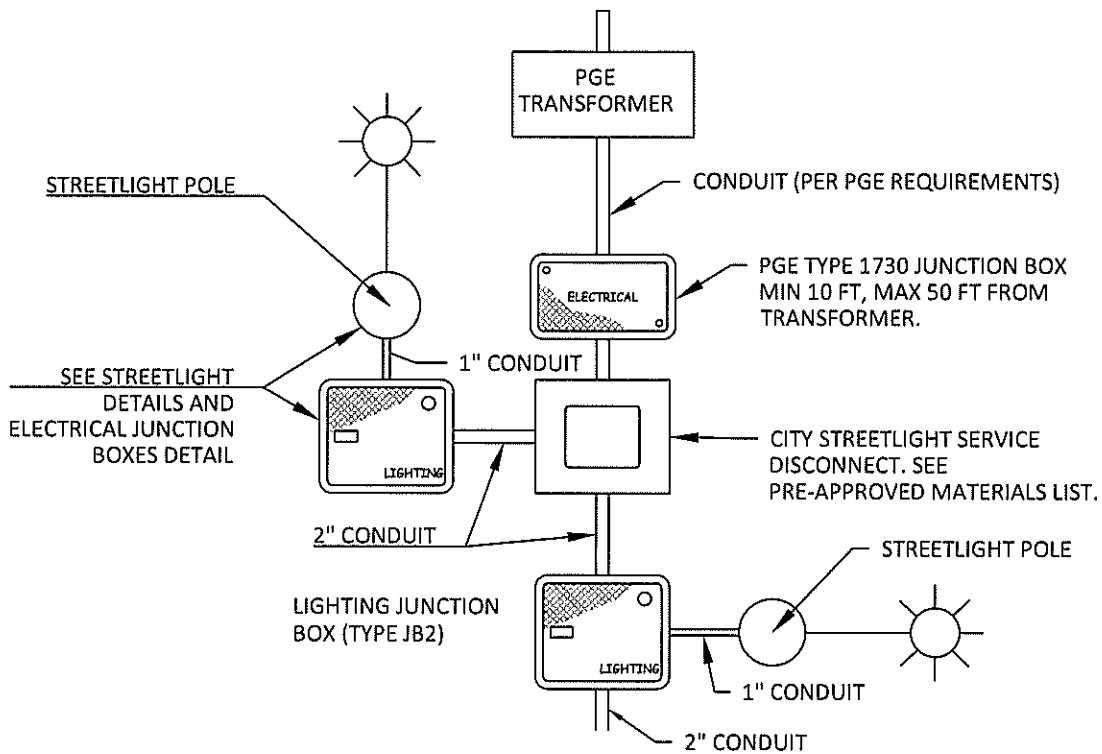 PGE
TRANSFORMER
STREETLIGHT POLE
CONDUIT (PER PGE REQUIREMENTS)
PGE TYPE 1730 JUNCTION BOX
MIN 10 FT, MAX 50 FT FROM
TRANSFORMER.
ELECTRICAL
1" CONDUIT
SEE STREETLIGHT
DETAILS AND
ELECTRICAL JUNCTION
BOXES DETAIL
LIGHTING
CITY STREETLIGHT SERVICE
DISCONNECT. SEE
PRE-APPROVED MATERIALS LIST.
2" CONDUIT
STREETLIGHT POLE
LIGHTING JUNCTION
BOX (TYPE JB2)
LIGHTING
1" CONDUIT
2" CONDUIT